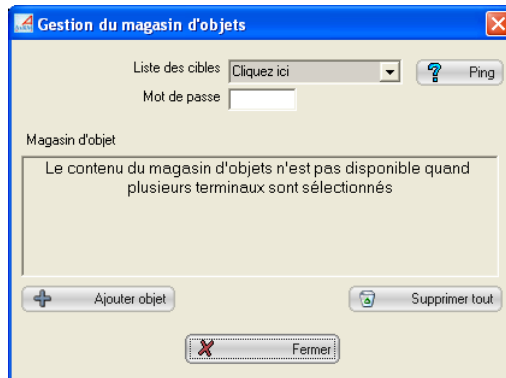 Gestion du magasin d'objets
Liste des cibles Cliquez ici Ping
Mot de passe
Magasin d'objet
Le contenu du magasin d'objets n'est pas disponible quand
plusieurs terminaux sont sélectionnés
Ajouter objet Supprimer tout
Fermer